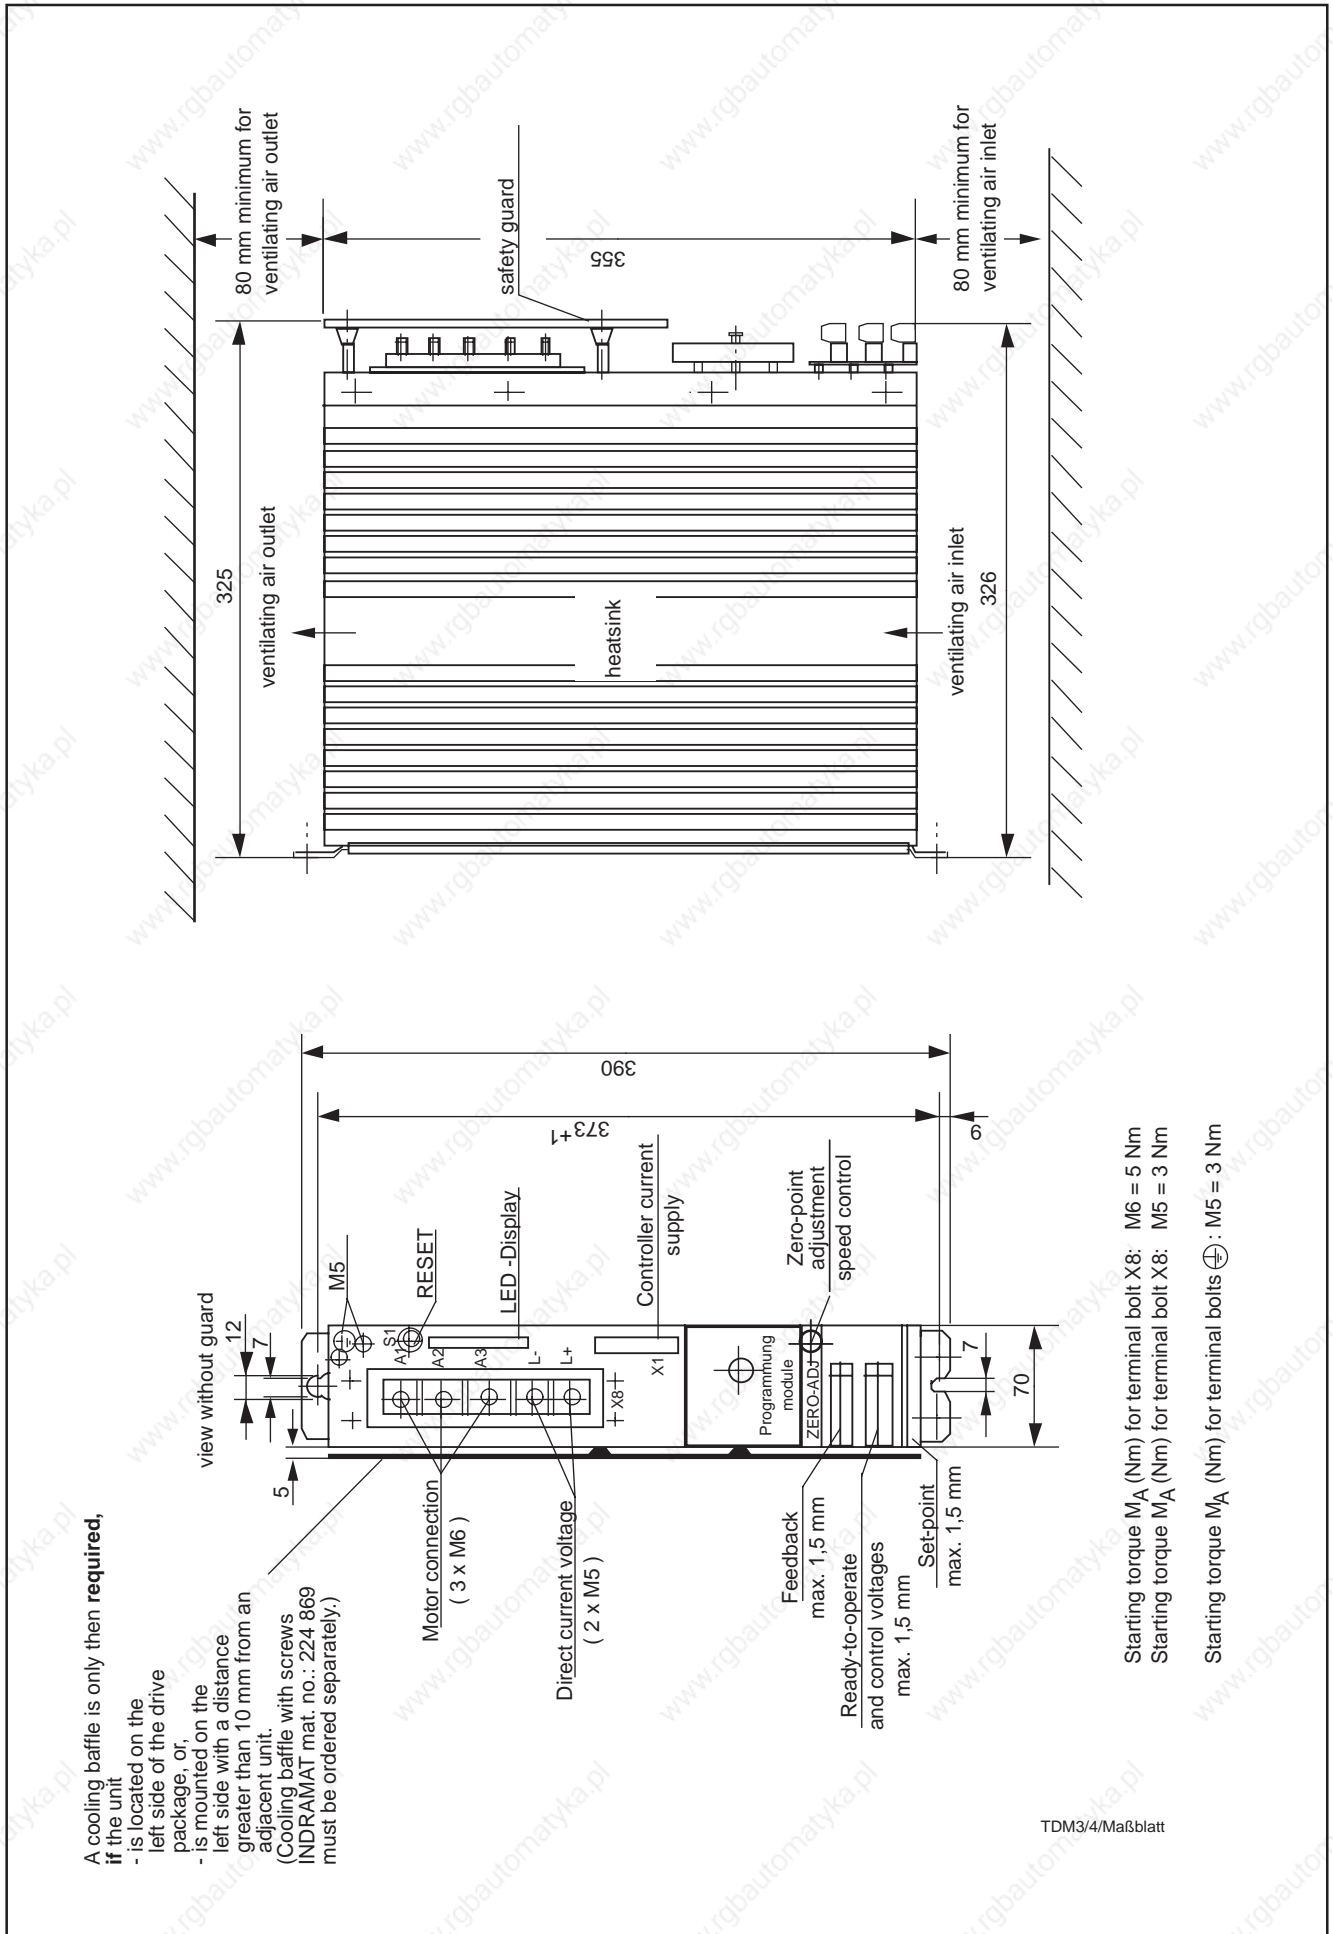 A cooling baffle is only then required,
if the unit
- is located on the
left side of the drive
package, or,
- is mounted on the
left side with a distance
greater than 10 mm from an
adjacent unit.
(Cooling baffle with screws
INDRAMAT mat. no.: 224 869
must be ordered separately.)
view without guard
12
7
5
M5
RESET
LED -Display
Controller current
supply
Zero-point
adjustment
speed control
S1
A1
A2
A3
L-
L+
X8
X1
Programmung
module
ZERO-ADJ
7
70
390
373+1
9
Motor connection
( 3 x M6 )
Direct current voltage
( 2 x M5 )
Feedback
max. 1,5 mm
Ready-to-operate
and control voltages
max. 1,5 mm
Set-point
max. 1,5 mm
80 mm minimum for
ventilating air outlet
safety guard
355
80 mm minimum for
ventilating air inlet
325
ventilating air outlet
heatsink
ventilating air inlet
326
Starting torque MA (Nm) for terminal bolt X8: M6 = 5 Nm
Starting torque MA (Nm) for terminal bolt X8: M5 = 3 Nm
Starting torque MA (Nm) for terminal bolts : M5 = 3 Nm
TDM3/4/Maßblatt
www.rgbautomatyka.pl